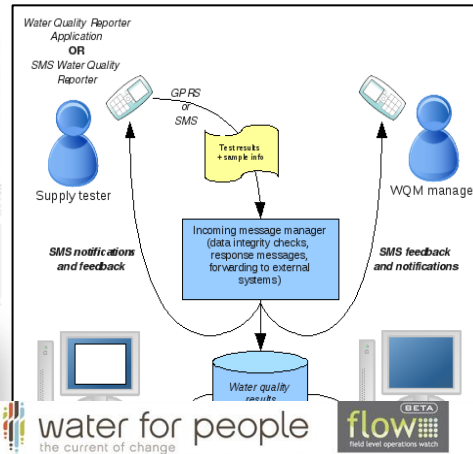 Water Quality Reporter
Application
OR
SMS Water Quality
Reporter
GPRS
or
SMS
Test results
+ sample info
Supply tester
WQM manage
Incoming message manager
(data integrity checks,
response messages,
forwarding to external
systems)
SMS notifications
and feedback
SMS feedback
and notifications
Water quality
results
water for people
the current of change
BETA
flow
field level operations watch